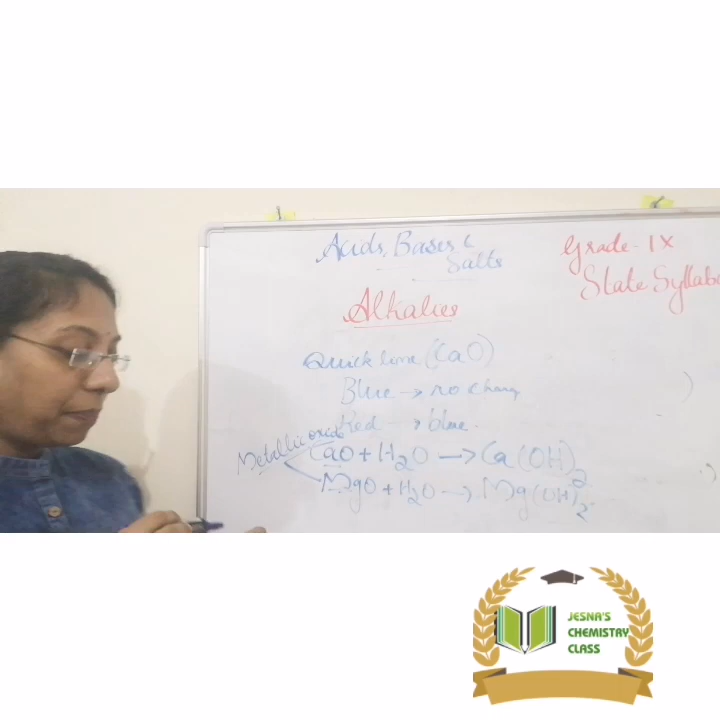 Acids, Bases &
Salts
Grade - IX
State Syllabu
Alkalies
Quick lime (CaO)
Blue → no chang
Red → blue.
Metallic oxide
CaO + H₂O → Ca(OH)₂
MgO + H₂O → Mg(OH)₂.
JESNA'S
CHEMISTRY
CLASS